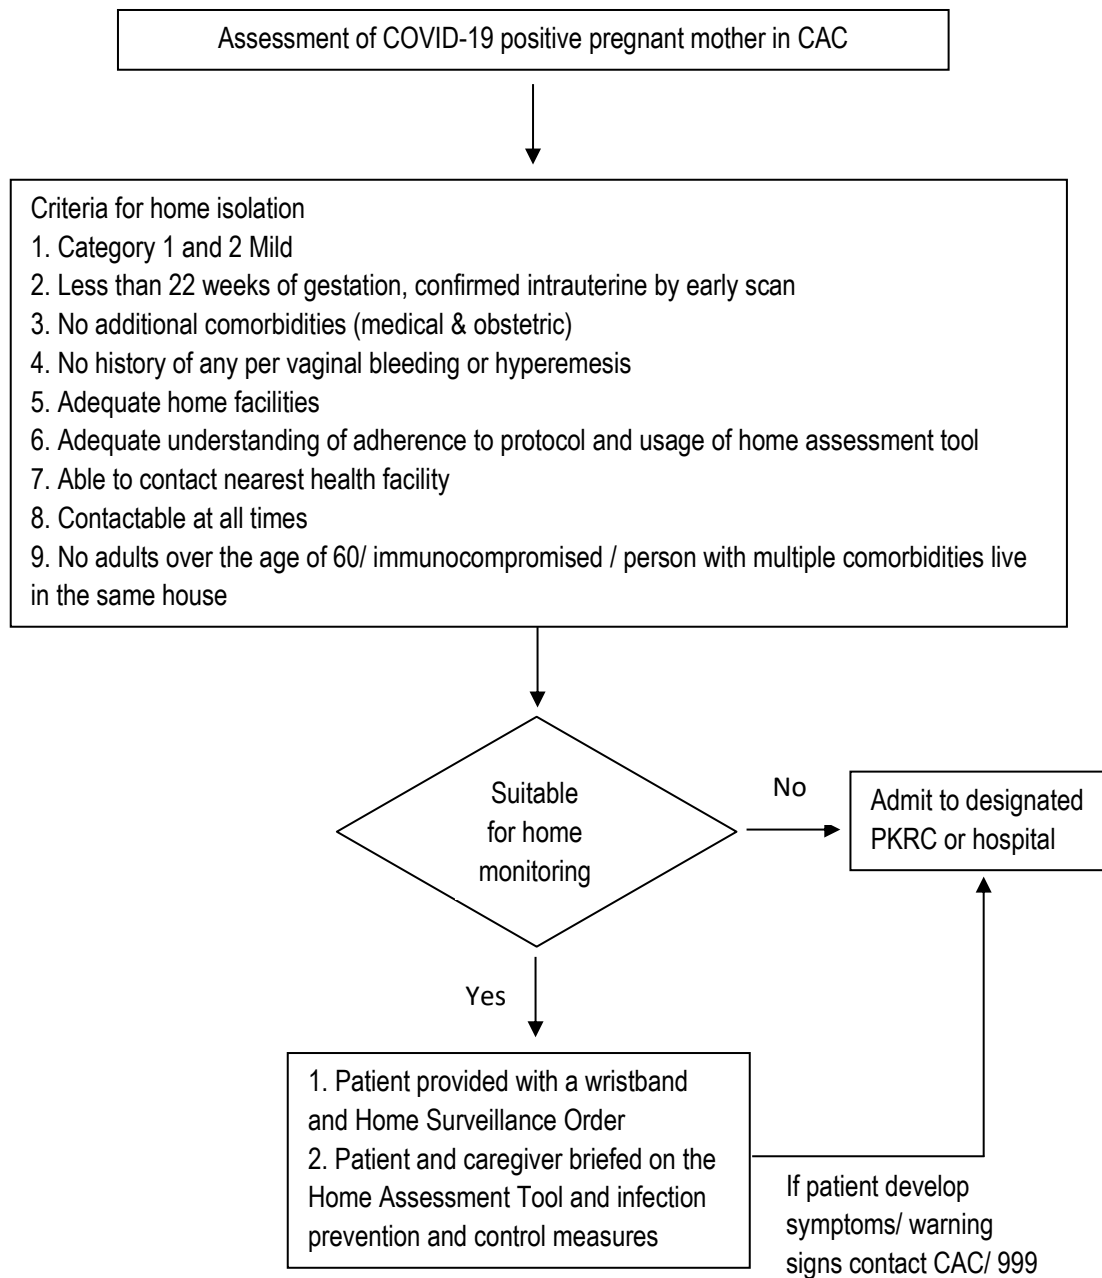 Assessment of COVID-19 positive pregnant mother in CAC
Criteria for home isolation
1. Category 1 and 2 Mild
2. Less than 22 weeks of gestation, confirmed intrauterine by early scan
3. No additional comorbidities (medical & obstetric)
4. No history of any per vaginal bleeding or hyperemesis
5. Adequate home facilities
6. Adequate understanding of adherence to protocol and usage of home assessment tool
7. Able to contact nearest health facility
8. Contactable at all times
9. No adults over the age of 60/ immunocompromised / person with multiple comorbidities live
in the same house
Suitable
for home
monitoring
No
Admit to designated
PKRC or hospital
Yes
1. Patient provided with a wristband
and Home Surveillance Order
2. Patient and caregiver briefed on the
Home Assessment Tool and infection
prevention and control measures
If patient develop
symptoms/ warning
signs contact CAC/ 999